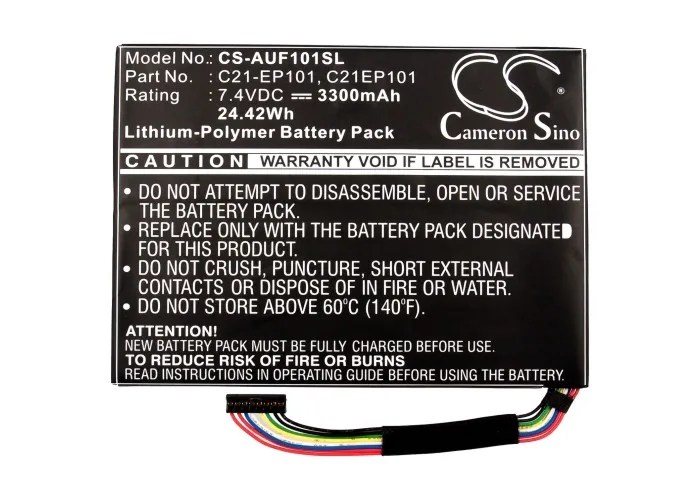 Model No.: CS-AUF101SL
Part No. : C21-EP101, C21EP101
Rating : 7.4VDC ⎓ 3300mAh
24.42Wh
Lithium-Polymer Battery Pack
CS
Cameron Sino
®
CAUTION WARRANTY VOID IF LABEL IS REMOVED
• DO NOT ATTEMPT TO DISASSEMBLE, OPEN OR SERVICE
THE BATTERY PACK.
• REPLACE ONLY WITH THE BATTERY PACK DESIGNATED
FOR THIS PRODUCT.
• DO NOT CRUSH, PUNCTURE, SHORT EXTERNAL
CONTACTS OR DISPOSE OF IN FIRE OR WATER.
• DO NOT STORE ABOVE 60°C (140°F).
ATTENTION!
NEW BATTERY PACK MUST BE FULLY CHARGED BEFORE USE.
TO REDUCE RISK OF FIRE OR BURNS
READ INSTRUCTIONS IN OPERATING GUIDE BEFORE USING BATTERY.